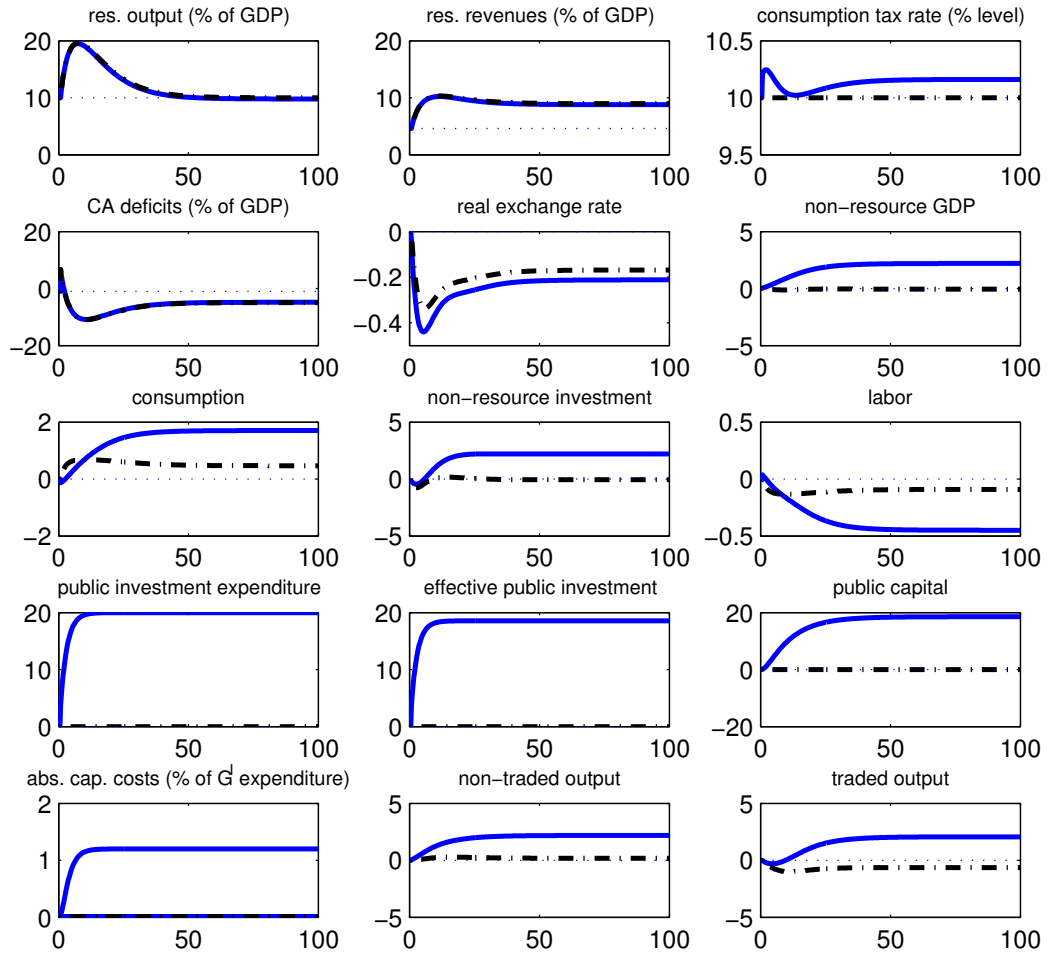 res. output (% of GDP)
res. revenues (% of GDP)
consumption tax rate (% level)
20
10
0
0 50 100
20
10
0
0 50 100
10.5
10
9.5
0 50 100
CA deficits (% of GDP)
real exchange rate
non−resource GDP
20
0
−20
0 50 100
0
−0.2
−0.4
0 50 100
5
0
−5
0 50 100
consumption
non−resource investment
labor
2
0
−2
0 50 100
5
0
−5
0 50 100
0.5
0
−0.5
0 50 100
public investment expenditure
effective public investment
public capital
20
10
0
0 50 100
20
10
0
0 50 100
20
0
−20
0 50 100
abs. cap. costs (% of G^I expenditure)
non−traded output
traded output
2
1
0
0 50 100
5
0
−5
0 50 100
5
0
−5
0 50 100